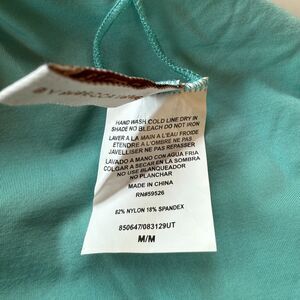 HAND WASH COLD LINE DRY IN
SHADE NO BLEACH DO NOT IRON
LAVER A LA MAIN A L'EAU FROIDE
ETENDRE A L'OMBRE NE PAS
JAVELLISER NE PAS REPASSER
LAVADO A MANO CON AGUA FRIA
COLGAR A SECAR EN LA SOMBRA
NO USAR BLANQUEADOR
NO PLANCHAR
MADE IN CHINA
RN#59526
82% NYLON 18% SPANDEX
850647/083129UT
M/M